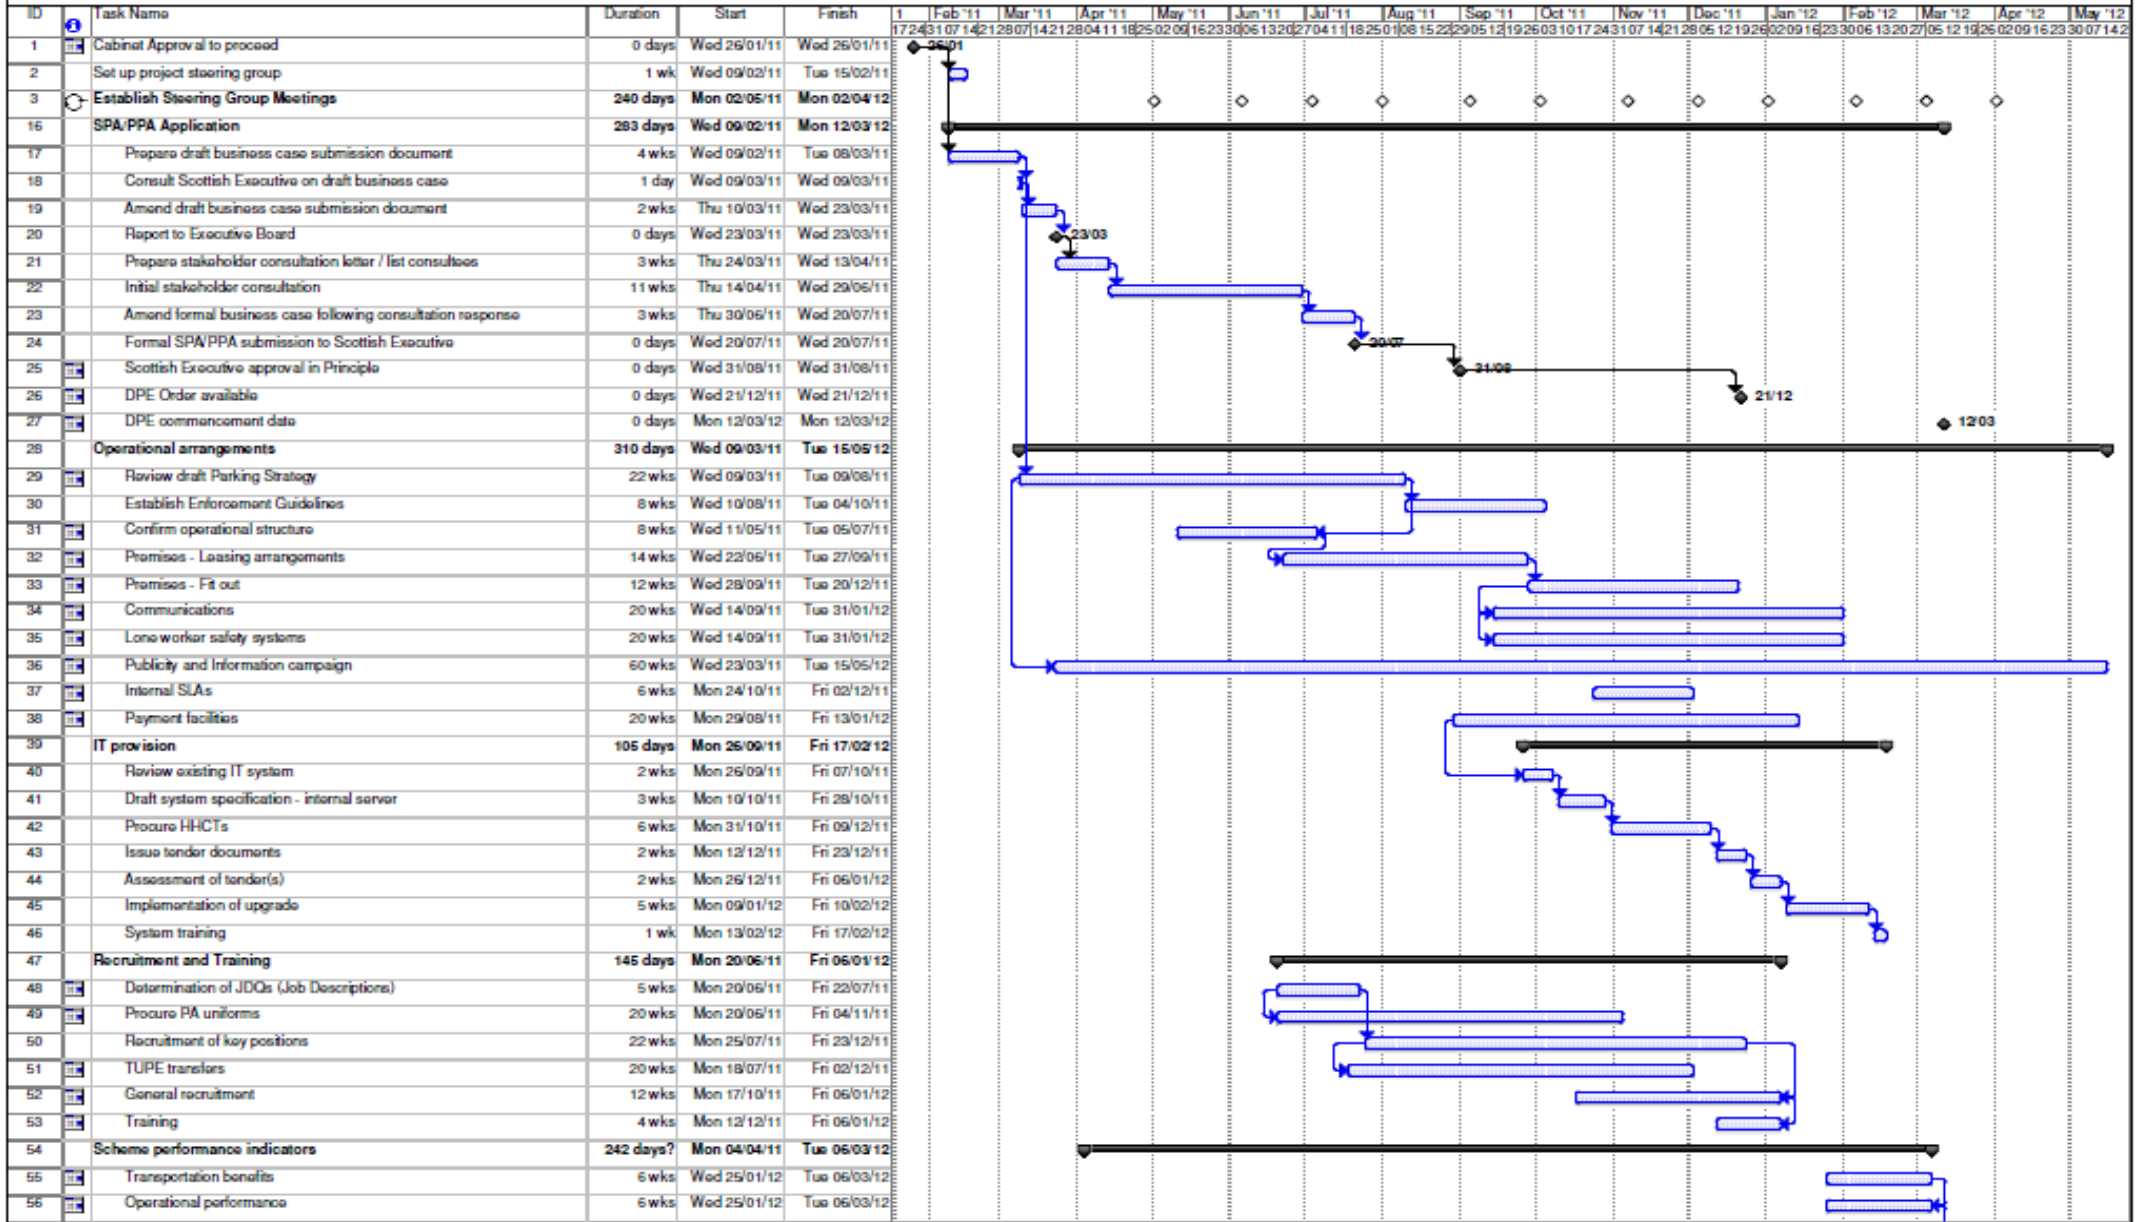 ID Task Name Duration Start Finish 1 Feb '11 Mar '11 Apr '11 May '11 Jun '11 Jul '11 Aug '11 Sep '11 Oct '11 Nov '11 Dec '11 Jan '12 Feb '12 Mar '12 Apr '12 May '12
1 Cabinet Approval to proceed 0 days Wed 26/01/11 Wed 26/01/11 26/01
2 Set up project steering group 1 wk Wed 09/02/11 Tue 15/02/11
3 Establish Steering Group Meetings 240 days Mon 02/05/11 Mon 02/04/12
16 SPA/PPA Application 283 days Wed 09/02/11 Mon 12/03/12
17 Prepare draft business case submission document 4 wks Wed 09/02/11 Tue 08/03/11
18 Consult Scottish Executive on draft business case 1 day Wed 09/03/11 Wed 09/03/11
19 Amend draft business case submission document 2 wks Thu 10/03/11 Wed 23/03/11
20 Report to Executive Board 0 days Wed 23/03/11 Wed 23/03/11 23/03
21 Prepare stakeholder consultation letter / list consultees 3 wks Thu 24/03/11 Wed 13/04/11
22 Initial stakeholder consultation 11 wks Thu 14/04/11 Wed 29/06/11
23 Amend formal business case following consultation response 3 wks Thu 30/06/11 Wed 20/07/11
24 Formal SPA/PPA submission to Scottish Executive 0 days Wed 20/07/11 Wed 20/07/11 20/07
25 Scottish Executive approval in Principle 0 days Wed 31/08/11 Wed 31/08/11 31/08
26 DPE Order available 0 days Wed 21/12/11 Wed 21/12/11 21/12
27 DPE commencement date 0 days Mon 12/03/12 Mon 12/03/12 12/03
28 Operational arrangements 310 days Wed 09/03/11 Tue 15/05/12
29 Review draft Parking Strategy 22 wks Wed 09/03/11 Tue 09/08/11
30 Establish Enforcement Guidelines 8 wks Wed 10/08/11 Tue 04/10/11
31 Confirm operational structure 8 wks Wed 11/05/11 Tue 05/07/11
32 Premises - Leasing arrangements 14 wks Wed 22/06/11 Tue 27/09/11
33 Premises - Fit out 12 wks Wed 28/09/11 Tue 20/12/11
34 Communications 20 wks Wed 14/09/11 Tue 31/01/12
35 Lone worker safety systems 20 wks Wed 14/09/11 Tue 31/01/12
36 Publicity and Information campaign 60 wks Wed 23/03/11 Tue 15/05/12
37 Internal SLAs 6 wks Mon 24/10/11 Fri 02/12/11
38 Payment facilities 20 wks Mon 29/08/11 Fri 13/01/12
39 IT provision 105 days Mon 26/09/11 Fri 17/02/12
40 Review existing IT system 2 wks Mon 26/09/11 Fri 07/10/11
41 Draft system specification - internal server 3 wks Mon 10/10/11 Fri 28/10/11
42 Procure HHCTs 6 wks Mon 31/10/11 Fri 09/12/11
43 Issue tender documents 2 wks Mon 12/12/11 Fri 23/12/11
44 Assessment of tender(s) 2 wks Mon 26/12/11 Fri 06/01/12
45 Implementation of upgrade 5 wks Mon 09/01/12 Fri 10/02/12
46 System training 1 wk Mon 13/02/12 Fri 17/02/12
47 Recruitment and Training 145 days Mon 20/06/11 Fri 06/01/12
48 Determination of JDQs (Job Descriptions) 5 wks Mon 20/06/11 Fri 22/07/11
49 Procure PA uniforms 20 wks Mon 20/06/11 Fri 04/11/11
50 Recruitment of key positions 22 wks Mon 25/07/11 Fri 23/12/11
51 TUPE transfers 20 wks Mon 18/07/11 Fri 02/12/11
52 General recruitment 12 wks Mon 17/10/11 Fri 06/01/12
53 Training 4 wks Mon 12/12/11 Fri 06/01/12
54 Scheme performance indicators 242 days? Mon 04/04/11 Tue 06/03/12
55 Transportation benefits 6 wks Wed 25/01/12 Tue 06/03/12
56 Operational performance 6 wks Wed 25/01/12 Tue 06/03/12